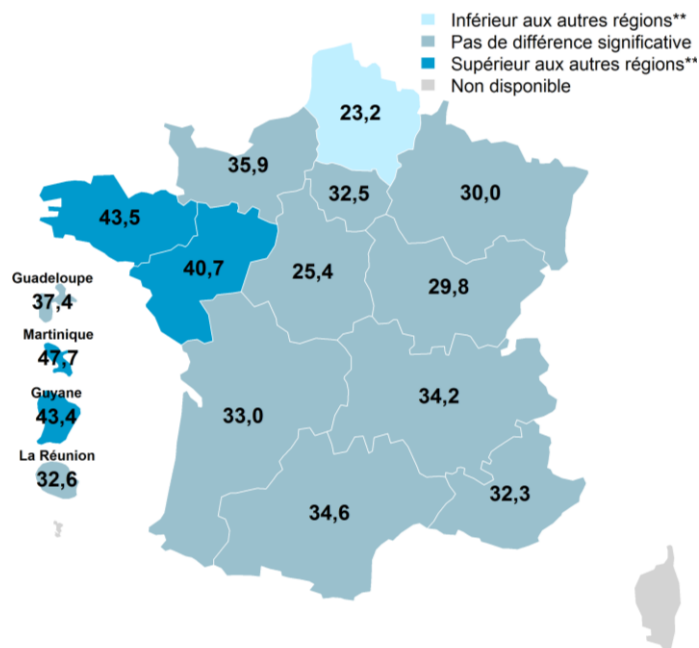 Inférieur aux autres régions**
Pas de différence significative
Supérieur aux autres régions**
Non disponible
23,2
35,9
32,5
30,0
43,5
40,7
25,4
29,8
Guadeloupe
37,4
Martinique
47,7
Guyane
43,4
La Réunion
32,6
33,0
34,2
34,6
32,3